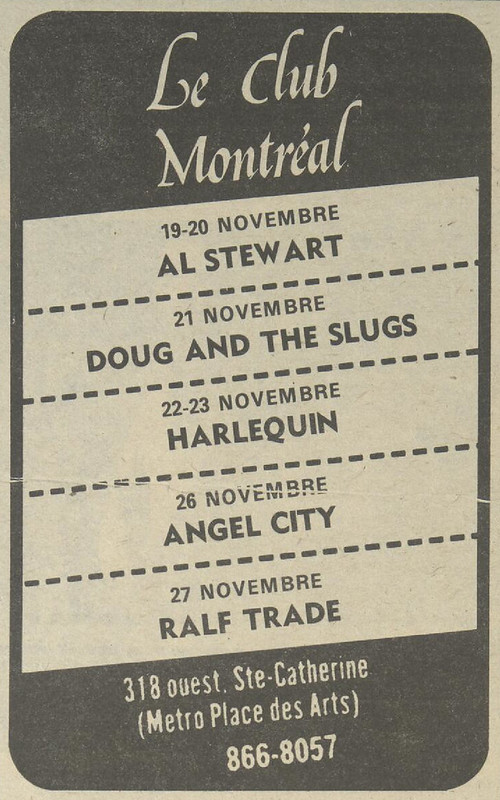 Le Club
Montréal
19-20 NOVEMBRE
AL STEWART
21 NOVEMBRE
DOUG AND THE SLUGS
22-23 NOVEMBRE
HARLEQUIN
26 NOVEMBRE
ANGEL CITY
27 NOVEMBRE
RALF TRADE
318 ouest, Ste-Catherine
(Metro Place des Arts)
866-8057